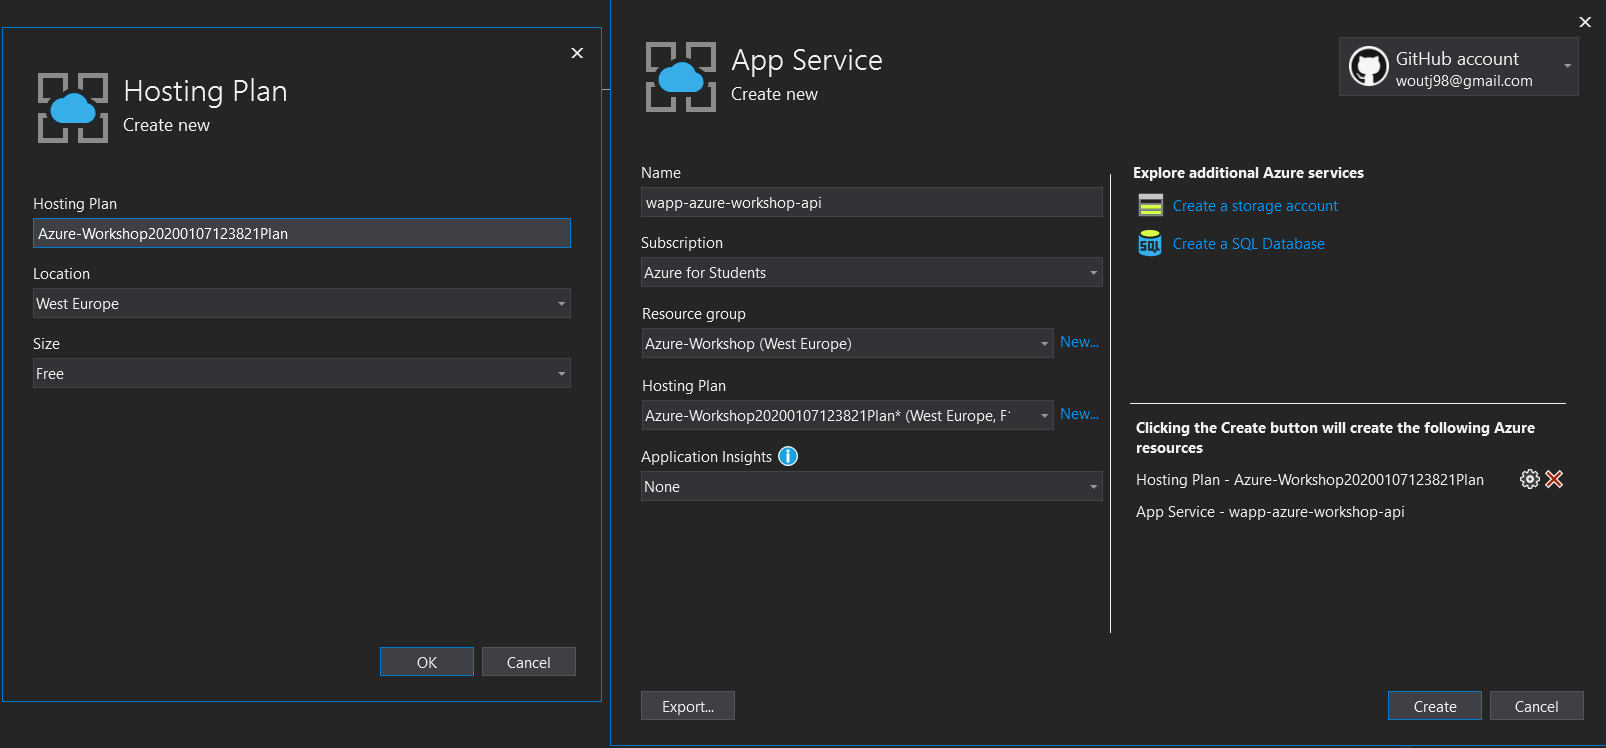 Hosting Plan
Create new
Hosting Plan
Azure-Workshop20200107123821Plan
Location
West Europe
Size
Free
OK
Cancel
App Service
Create new
GitHub account
woutj98@gmail.com
Name
wapp-azure-workshop-api
Subscription
Azure for Students
Resource group
Azure-Workshop (West Europe)
New...
Hosting Plan
Azure-Workshop20200107123821Plan* (West Europe, F1
New...
Application Insights
None
Export...
Explore additional Azure services
Create a storage account
SQL
Create a SQL Database
Clicking the Create button will create the following Azure
resources
Hosting Plan - Azure-Workshop20200107123821Plan
App Service - wapp-azure-workshop-api
Create
Cancel